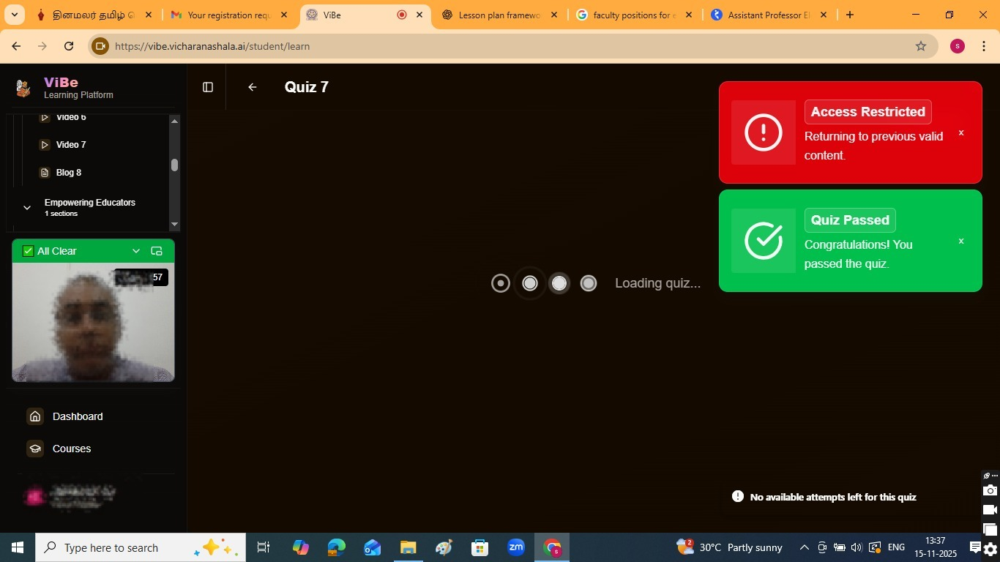 தினமலர் தமிழ்
Your registration requ
ViBe
Lesson plan framewo
faculty positions for e
Assistant Professor El
https://vibe.vicharanashala.ai/student/learn
s
ViBe
Learning Platform
Video 6
Video 7
Blog 8
Empowering Educators
1 sections
All Clear
57
Dashboard
Courses
Quiz 7
Access Restricted
Returning to previous valid
content.
x
Quiz Passed
Congratulations! You
passed the quiz.
x
Loading quiz...
No available attempts left for this quiz
Type here to search
zm
s
2
30°C Partly sunny
ENG
13:37
15-11-2025